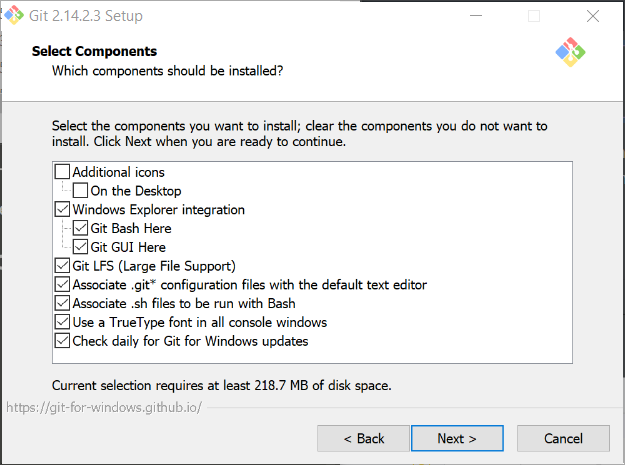 Git 2.14.2.3 Setup
Select Components
Which components should be installed?
Select the components you want to install; clear the components you do not want to
install. Click Next when you are ready to continue.
Additional icons
On the Desktop
Windows Explorer integration
Git Bash Here
Git GUI Here
Git LFS (Large File Support)
Associate .git* configuration files with the default text editor
Associate .sh files to be run with Bash
Use a TrueType font in all console windows
Check daily for Git for Windows updates
Current selection requires at least 218.7 MB of disk space.
https://git-for-windows.github.io/
< Back Next > Cancel